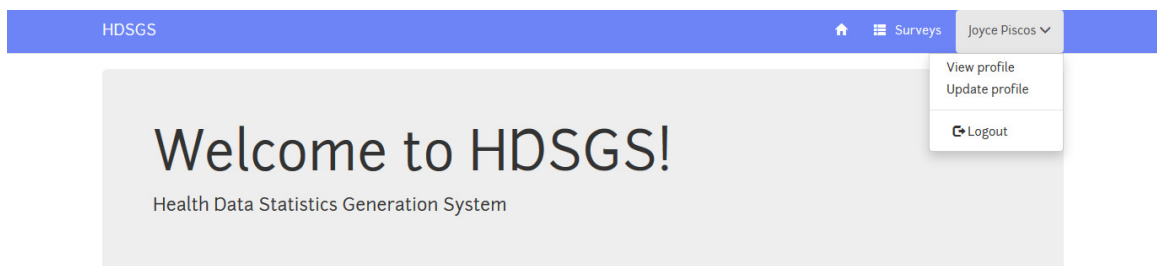 HDSGS
Surveys
Joyce Piscos
View profile
Update profile
Logout
Welcome to HDSGS!
Health Data Statistics Generation System